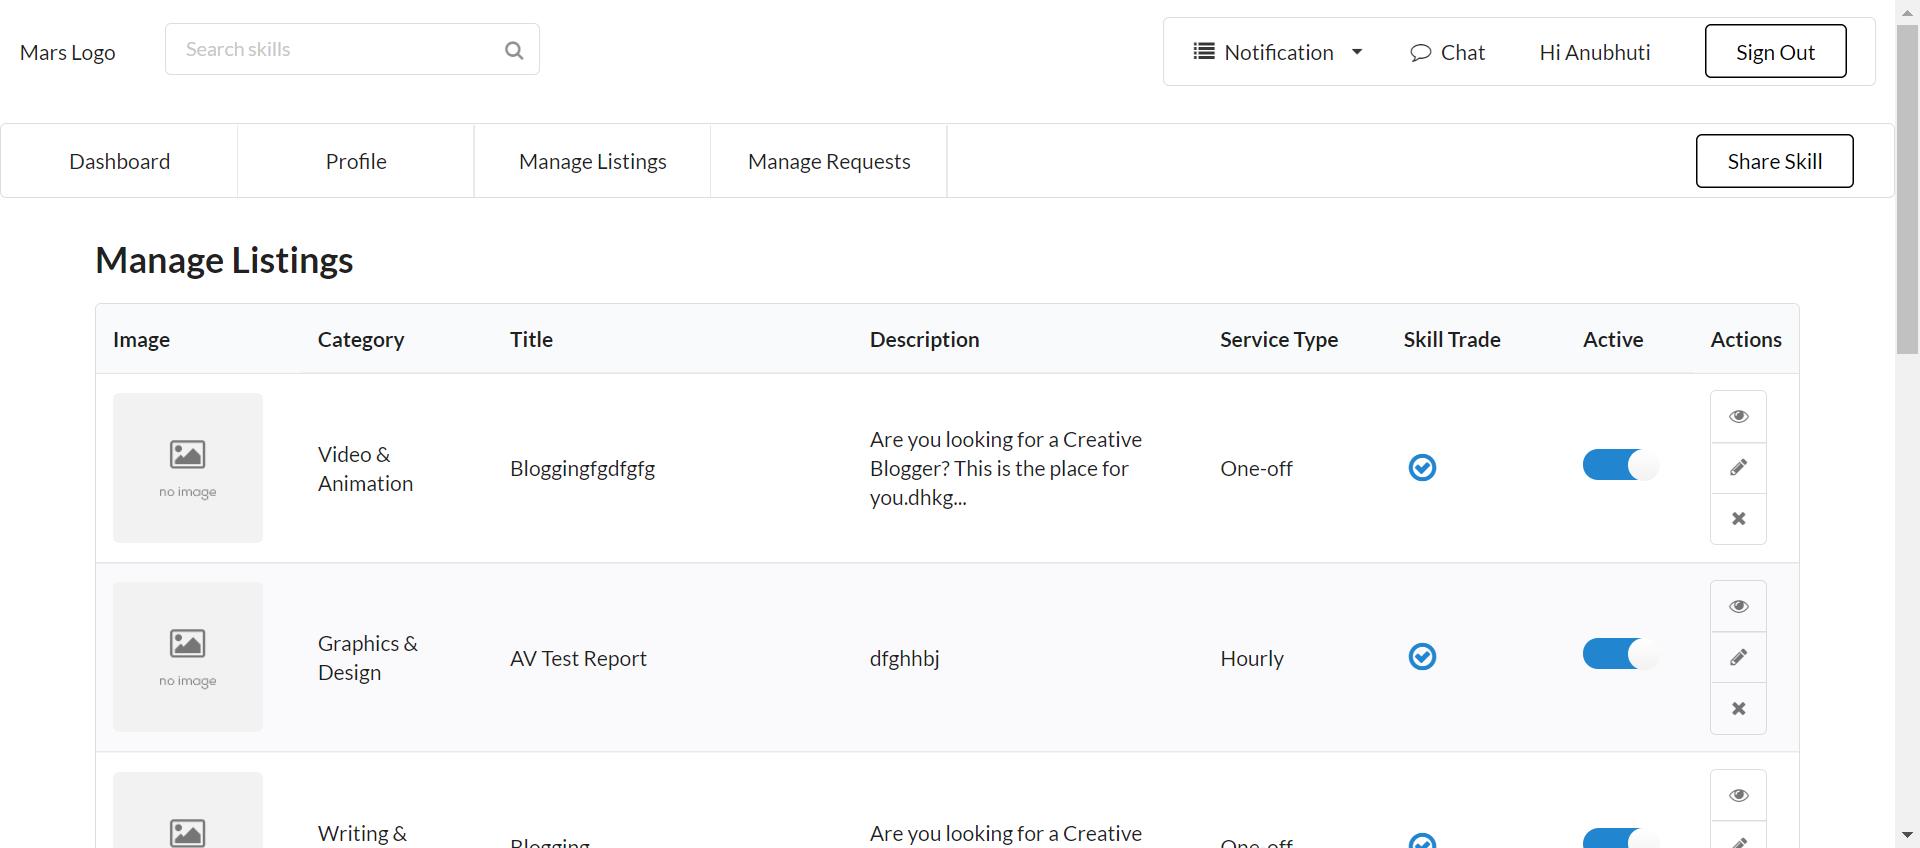 Mars Logo
Search skills
Notification
Chat
Hi Anubhuti
Sign Out
Dashboard
Profile
Manage Listings
Manage Requests
Share Skill
Manage Listings
Image Category Title Description Service Type Skill Trade Active Actions
no image
Video &
Animation
Bloggingfgdfgfg
Are you looking for a Creative
Blogger? This is the place for
you.dhkg...
One-off
no image
Graphics &
Design
AV Test Report
dfghhbj
Hourly
Writing &
Blogging
Are you looking for a Creative
One-off